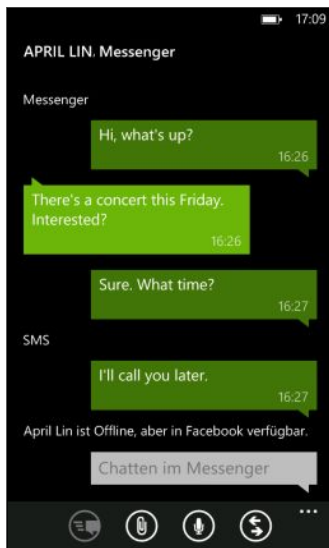 17:09
APRIL LIN. Messenger
Messenger
Hi, what's up?
16:26
There's a concert this Friday.
Interested?
16:26
Sure. What time?
16:27
SMS
I'll call you later.
16:27
April Lin ist Offline, aber in Facebook verfügbar.
Chatten im Messenger